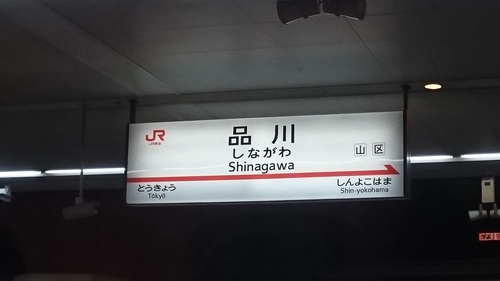 JR
JR東海
品川
しながわ
Shinagawa
山 区
とうきょう
Tōkyō
しんよこはま
Shin-yokohama